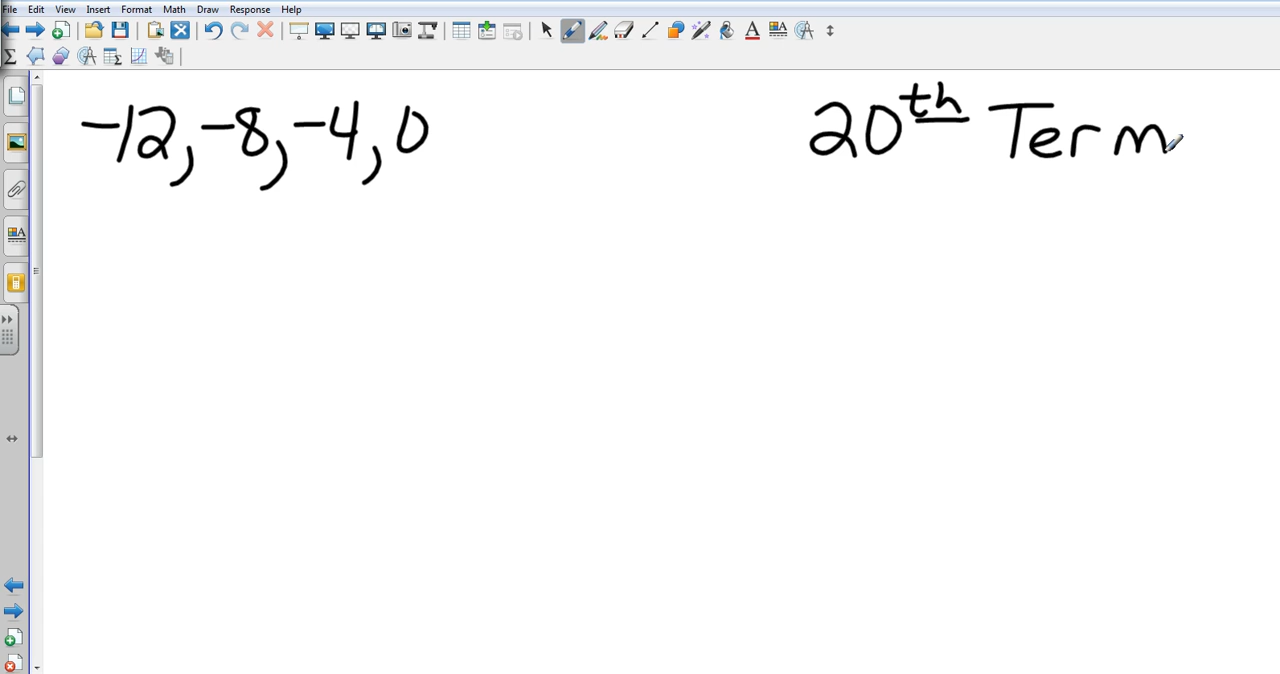 File Edit View Insert Format Math Draw Response Help
-12, -8, -4, 0 20th Term